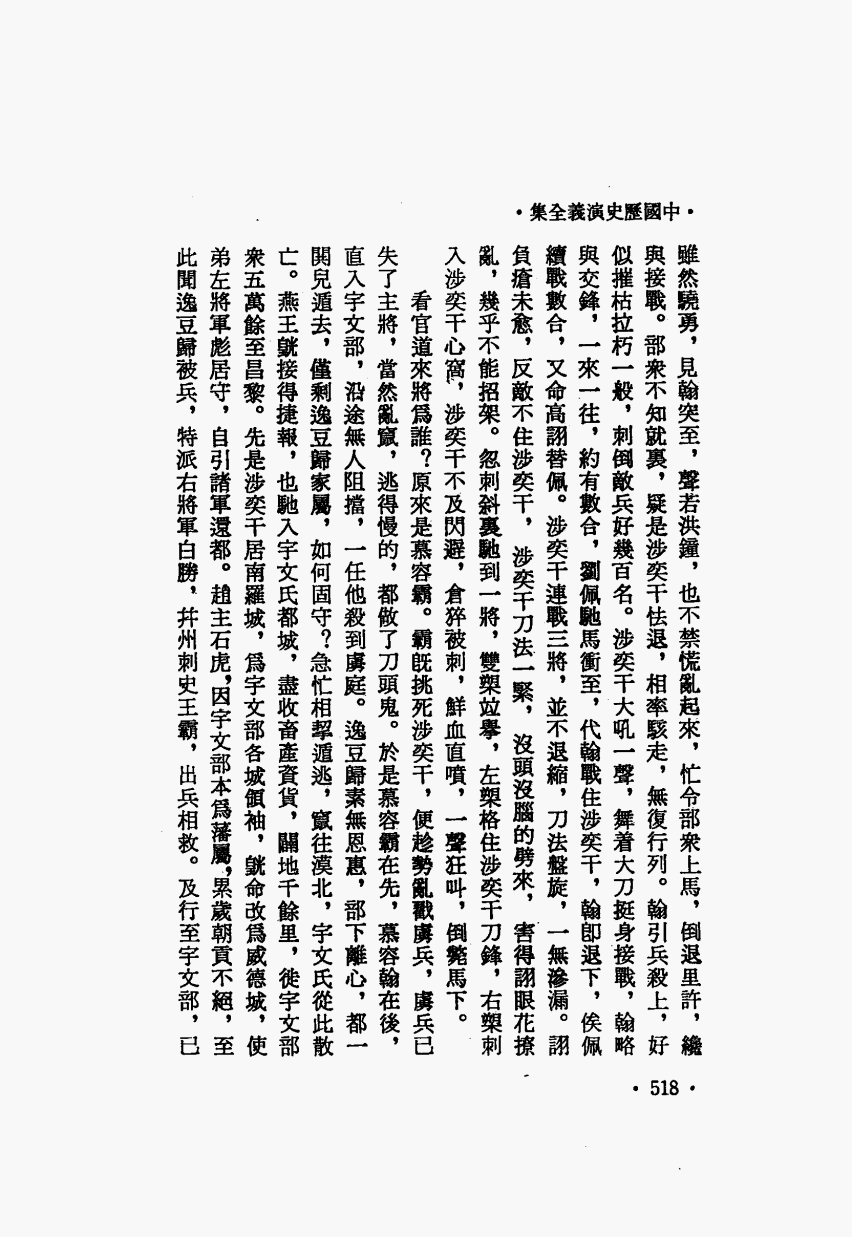 ·中國歷史演義全集·
雖然驍勇，見翰突至，聲若洪鐘，也不禁慌亂起來，忙令部衆上馬，倒退里許，纔
與接戰。部衆不知就裏，疑是涉奕干怯退，相率駭走，無復行列。翰引兵殺上，好
似摧枯拉朽一般，刺倒敵兵好幾百名。涉奕干大吼一聲，舞着大刀挺身接戰，翰略
與交鋒，一來一往，約有數合，劉佩馳馬衝至，代翰戰住涉奕干，翰卽退下，俟佩
續戰數合，又命高詡替佩。涉奕干連戰三將，並不退縮，刀法盤旋，一無滲漏。詡
負瘡未愈，反敵不住涉奕干，涉奕干刀法一緊，沒頭沒腦的劈來，害得詡眼花撩
亂，幾乎不能招架。忽刺斜裏馳到一將，雙槊竝擧，左槊格住涉奕干刀鋒，右槊刺
入涉奕干心窩，涉奕干不及閃避，倉猝被刺，鮮血直噴，一聲狂叫，倒斃馬下。
看官道來將爲誰？原來是慕容霸。霸旣挑死涉奕干，便趁勢亂戳虜兵，虜兵已
失了主將，當然亂竄，逃得慢的，都做了刀頭鬼。於是慕容霸在先，慕容翰在後，
直入宇文部，沿途無人阻擋，一任他殺到虜庭。逸豆歸素無恩惠，部下離心，都一
鬨兒遁去，僅剩逸豆歸家屬，如何固守？急忙相挈遁逃，竄往漠北，宇文氏從此散
亡。燕王皝接得捷報，也馳入宇文氏都城，盡收畜產資貨，闢地千餘里，徙宇文部
衆五萬餘至昌黎。先是涉奕干居南羅城，爲宇文部各城領袖，皝命改爲威德城，使
弟左將軍彪居守，自引諸軍還都。趙主石虎，因宇文部本爲藩屬，累歲朝貢不絕，至
此聞逸豆歸被兵，特派右將軍白勝，幷州刺史王霸，出兵相救。及行至宇文部，已
·518·